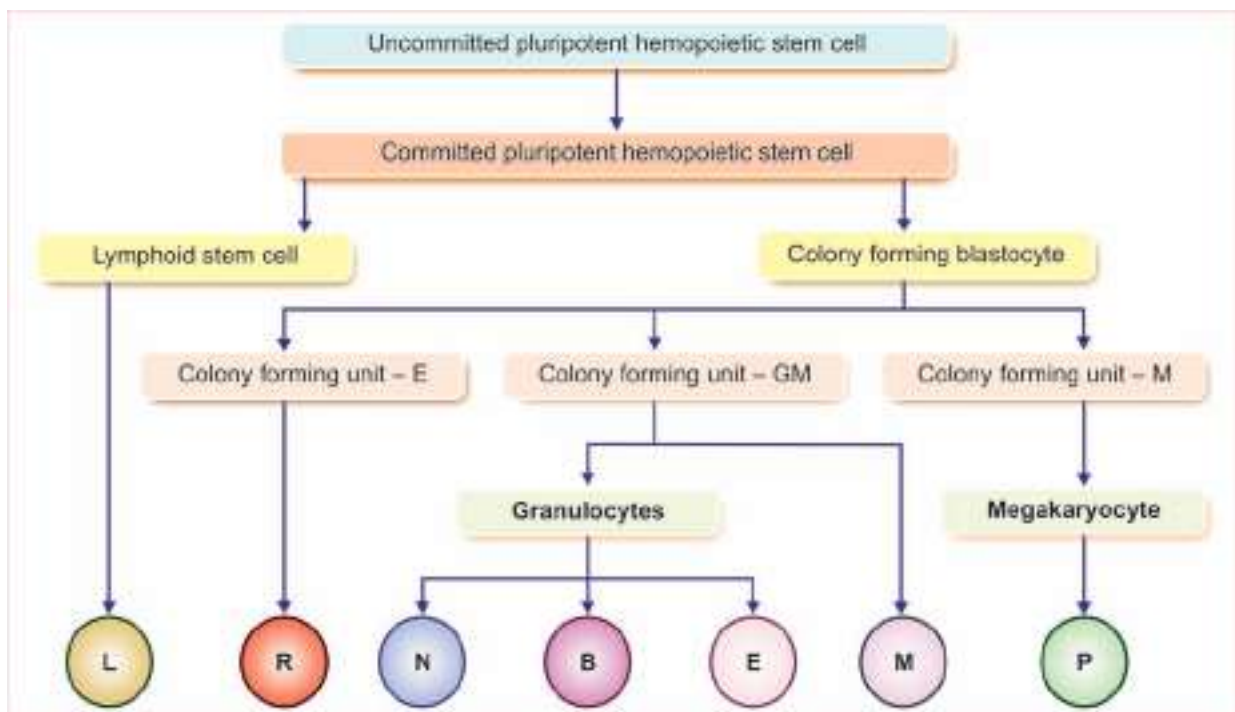 Uncommitted pluripotent hemopoietic stem cell
Committed pluripotent hemopoietic stem cell
Lymphoid stem cell
Colony forming blastocyte
Colony forming unit – E
Colony forming unit – GM
Colony forming unit – M
Granulocytes
Megakaryocyte
L
R
N
B
E
M
P